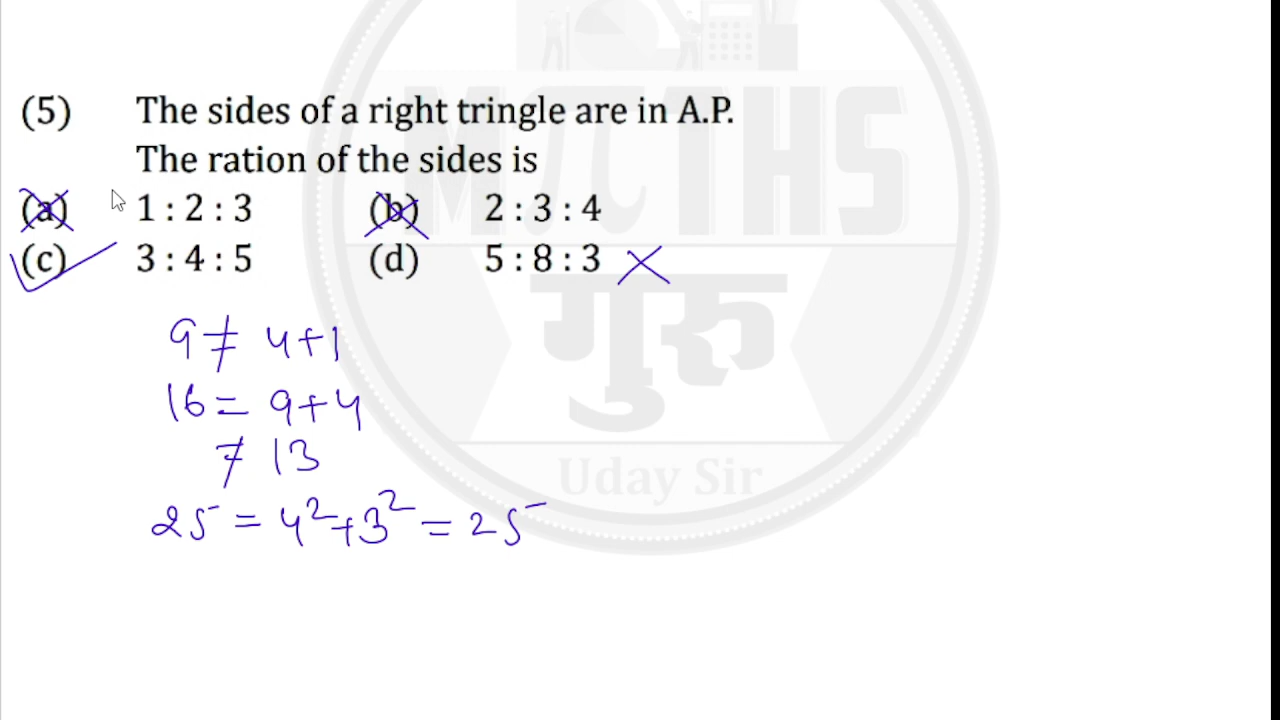 (5) The sides of a right tringle are in A.P.
The ration of the sides is
(a) 1 : 2 : 3 (b) 2 : 3 : 4
(c) 3 : 4 : 5 (d) 5 : 8 : 3
9 ≠ 4+1
16 = 9+4
≠ 13
25 = 4²+3² = 25
MATHS
गुरु
Uday Sir